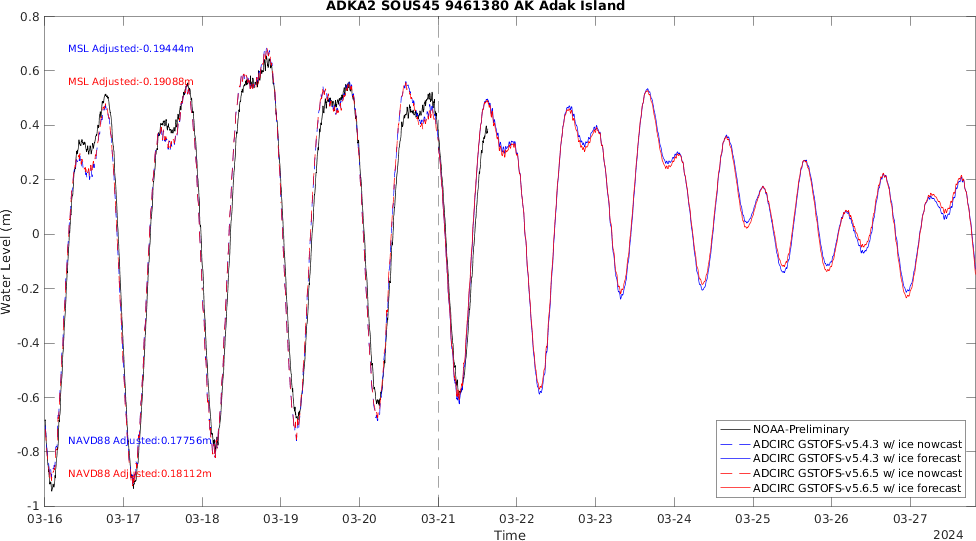 ADKA2 SOUS45 9461380 AK Adak Island
0.8
0.6
0.4
0.2
0
-0.2
-0.4
-0.6
-0.8
-1
Water Level (m)
MSL Adjusted:-0.19444m
MSL Adjusted:-0.19088m
NAVD88 Adjusted:0.17756m
NAVD88 Adjusted:0.18112m
NOAA-Preliminary
ADCIRC GSTOFS-v5.4.3 w/ ice nowcast
ADCIRC GSTOFS-v5.4.3 w/ ice forecast
ADCIRC GSTOFS-v5.6.5 w/ ice nowcast
ADCIRC GSTOFS-v5.6.5 w/ ice forecast
03-16 03-17 03-18 03-19 03-20 03-21 03-22 03-23 03-24 03-25 03-26 03-27
Time
2024